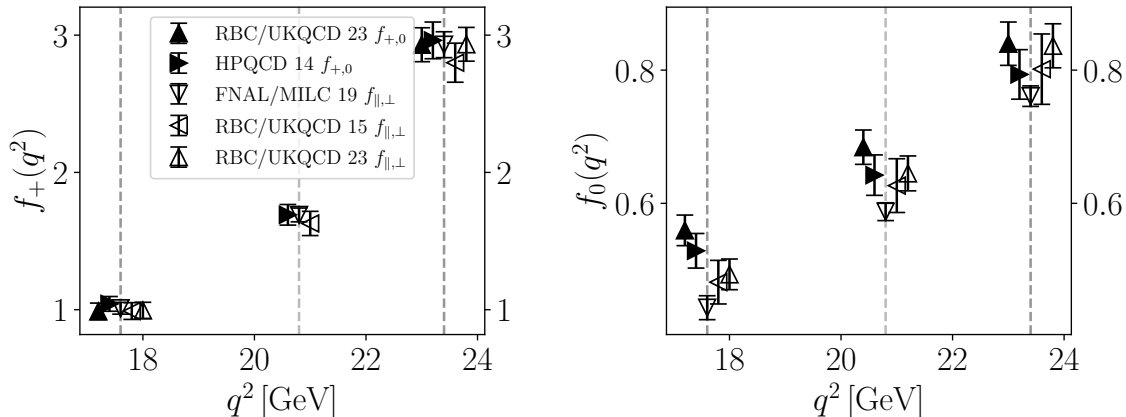 RBC/UKQCD 23 f₊,₀
HPQCD 14 f₊,₀
FNAL/MILC 19 f∥,⊥
RBC/UKQCD 15 f∥,⊥
RBC/UKQCD 23 f∥,⊥
f₊(q²)
3
2
1
3
2
1
18
20
22
24
q² [GeV]
f₀(q²)
0.8
0.6
0.8
0.6
18
20
22
24
q² [GeV]